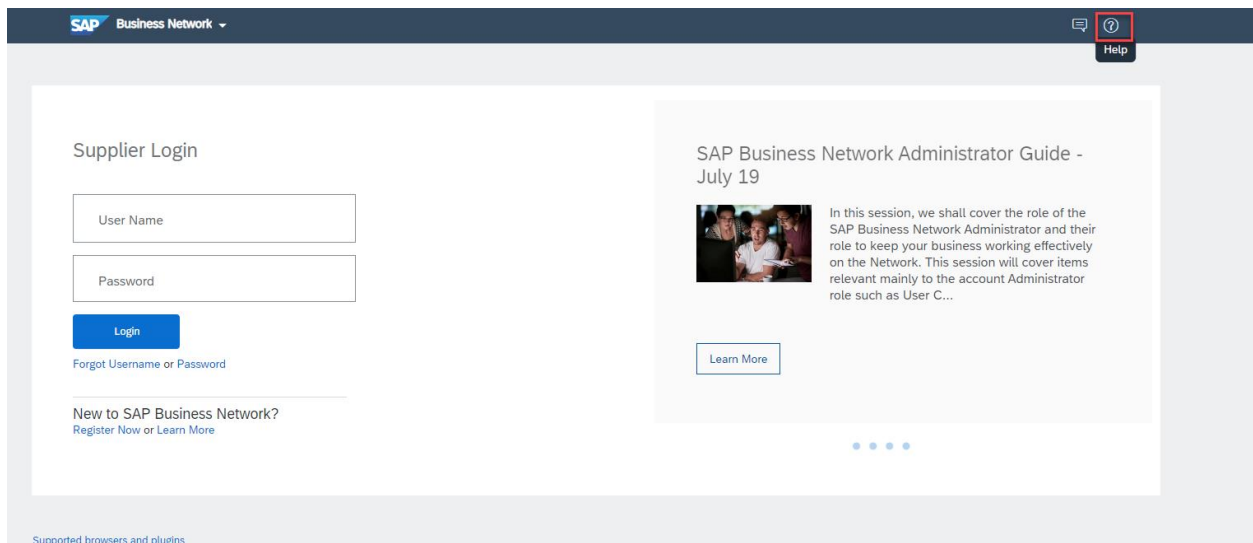 SAP Business Network
?
Help
Supplier Login
User Name
Password
Login
Forgot Username or Password
New to SAP Business Network?
Register Now or Learn More
SAP Business Network Administrator Guide -
July 19
In this session, we shall cover the role of the
SAP Business Network Administrator and their
role to keep your business working effectively
on the Network. This session will cover items
relevant mainly to the account Administrator
role such as User C...
Learn More
Supported browsers and plugins